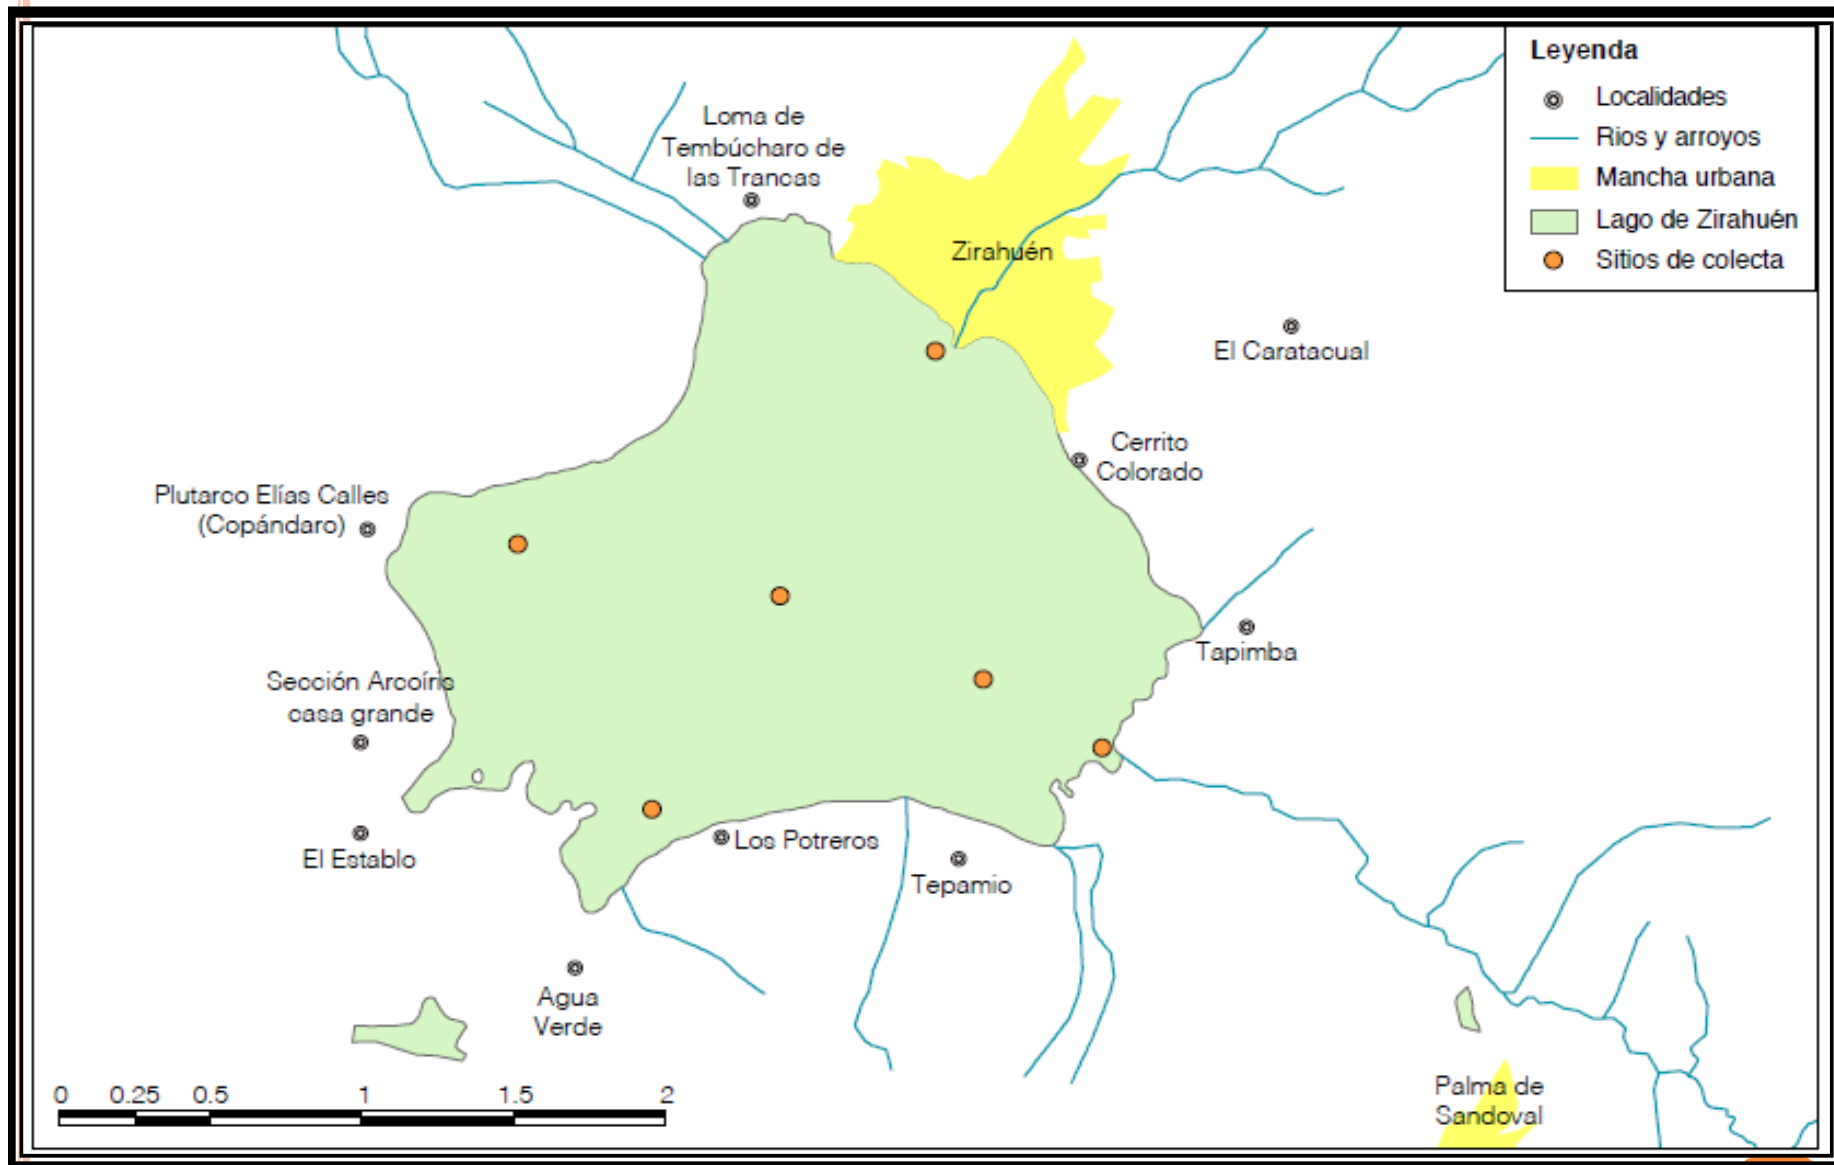 Leyenda
Localidades
Rios y arroyos
Mancha urbana
Lago de Zirahuén
Sitios de colecta
Loma de
Tembúcharo de
las Trancas
Zirahuén
El Caratacual
Cerrito
Colorado
Plutarco Elías Calles
(Copándaro)
Tapimba
Sección Arcoíris
casa grande
El Establo
Los Potreros
Tepamio
Agua
Verde
Palma de
Sandoval
0 0.25 0.5 1 1.5 2